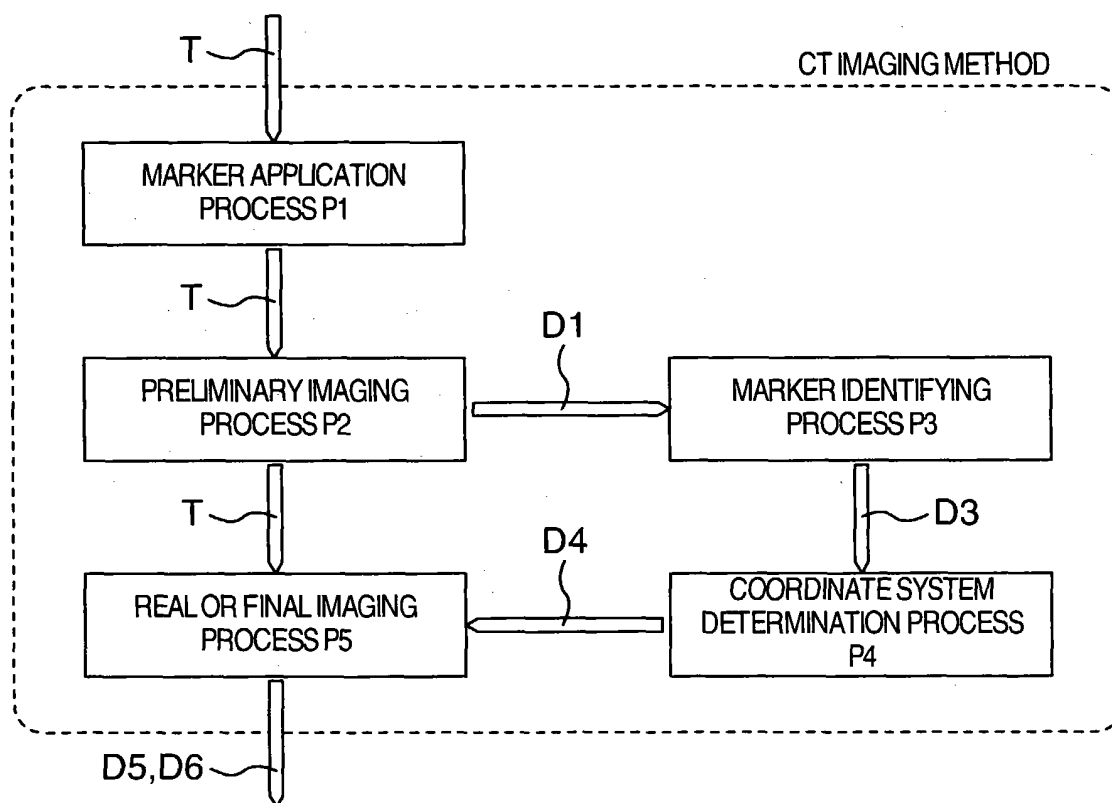 T
CT IMAGING METHOD
MARKER APPLICATION
PROCESS P1
T
D1
PRELIMINARY IMAGING
PROCESS P2
MARKER IDENTIFYING
PROCESS P3
T
D3
D4
REAL OR FINAL IMAGING
PROCESS P5
COORDINATE SYSTEM
DETERMINATION PROCESS
P4
D5,D6